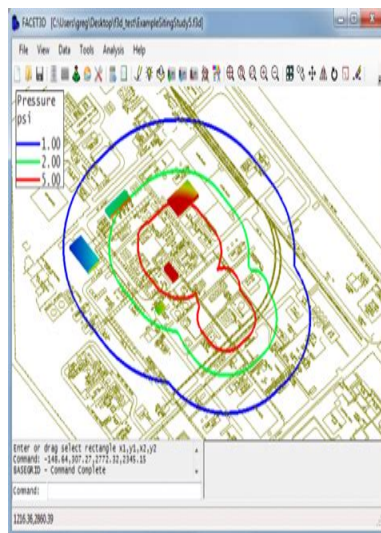 FACET3D [C:\Users\greg\Desktop\f3d_test\ExampleSitingStudy5.f3d]
File View Data Tools Analysis Help
Pressure
psi
1.00
2.00
5.00
Enter or drag select rectangle x1,y1,x2,y2
Command: -148.64,307.27,2772.32,2345.15
BASEGRID - Command Complete
Command:
1216.36,2860.39